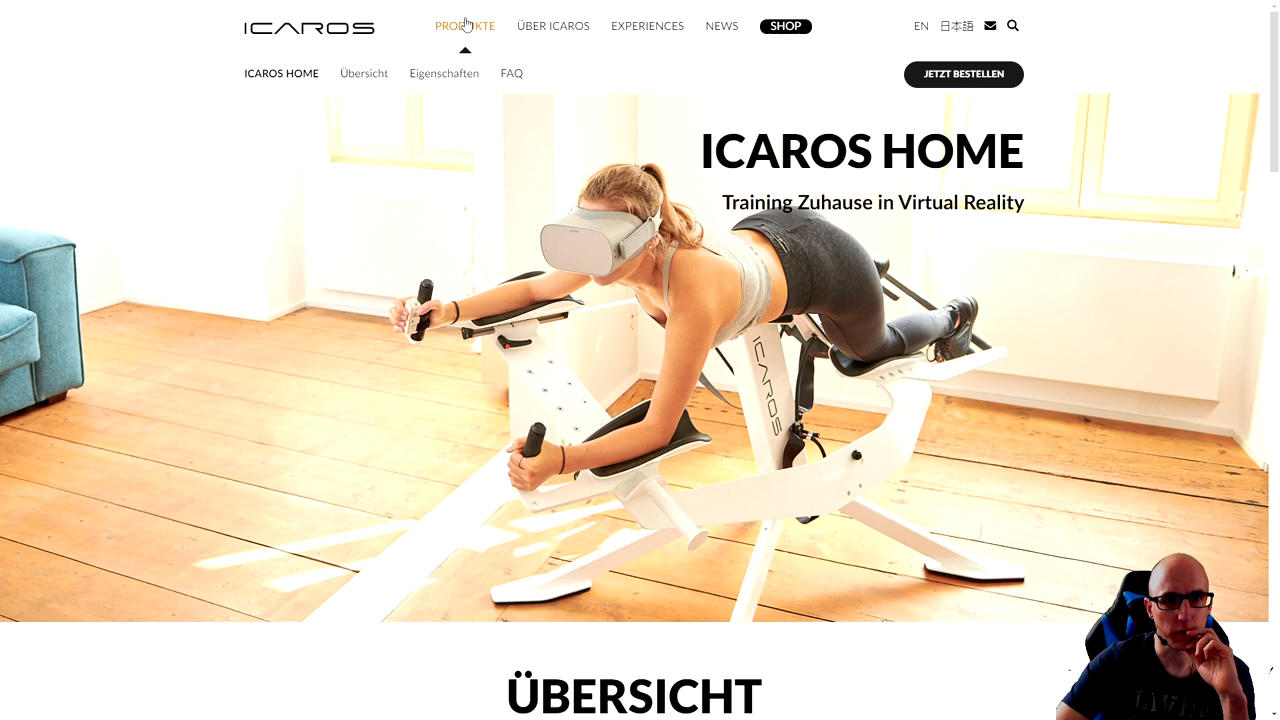 ICAROS PRODUKTE ÜBER ICAROS EXPERIENCES NEWS SHOP EN 日本語
ICAROS HOME Übersicht Eigenschaften FAQ JETZT BESTELLEN
ICAROS HOME
Training Zuhause in Virtual Reality
ICAROS
ÜBERSICHT